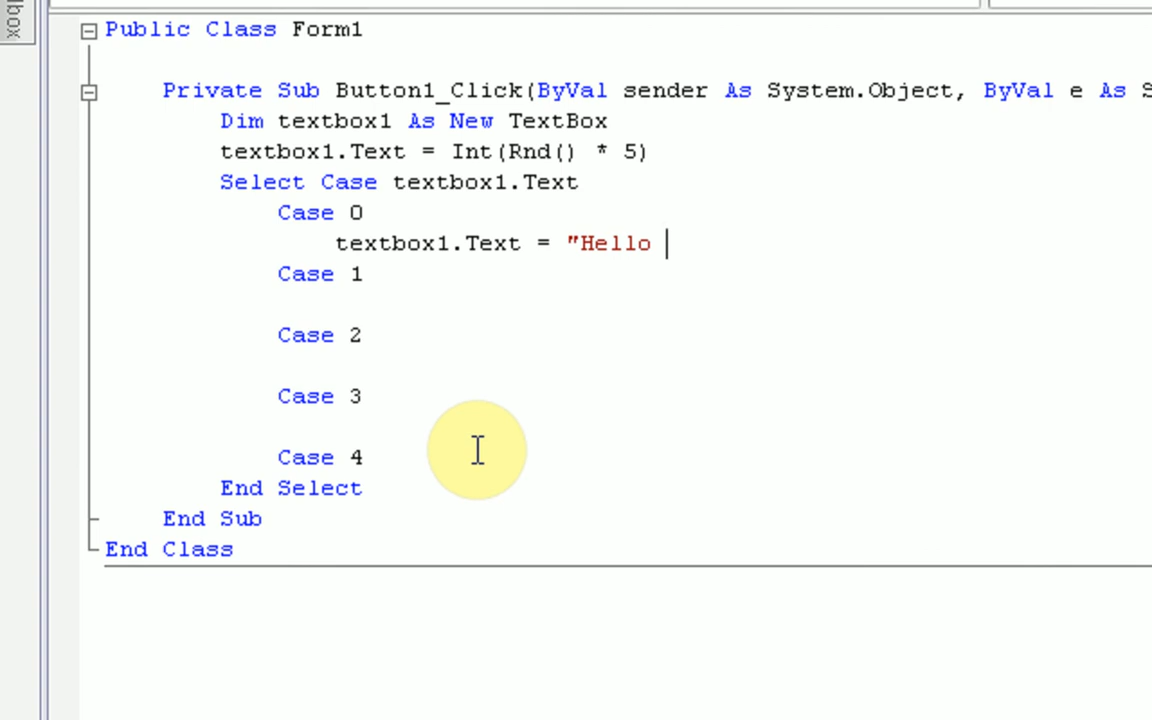 lbox
Public Class Form1
Private Sub Button1_Click(ByVal sender As System.Object, ByVal e As S
Dim textbox1 As New TextBox
textbox1.Text = Int(Rnd() * 5)
Select Case textbox1.Text
Case 0
textbox1.Text = "Hello
Case 1
Case 2
Case 3
Case 4
End Select
End Sub
End Class